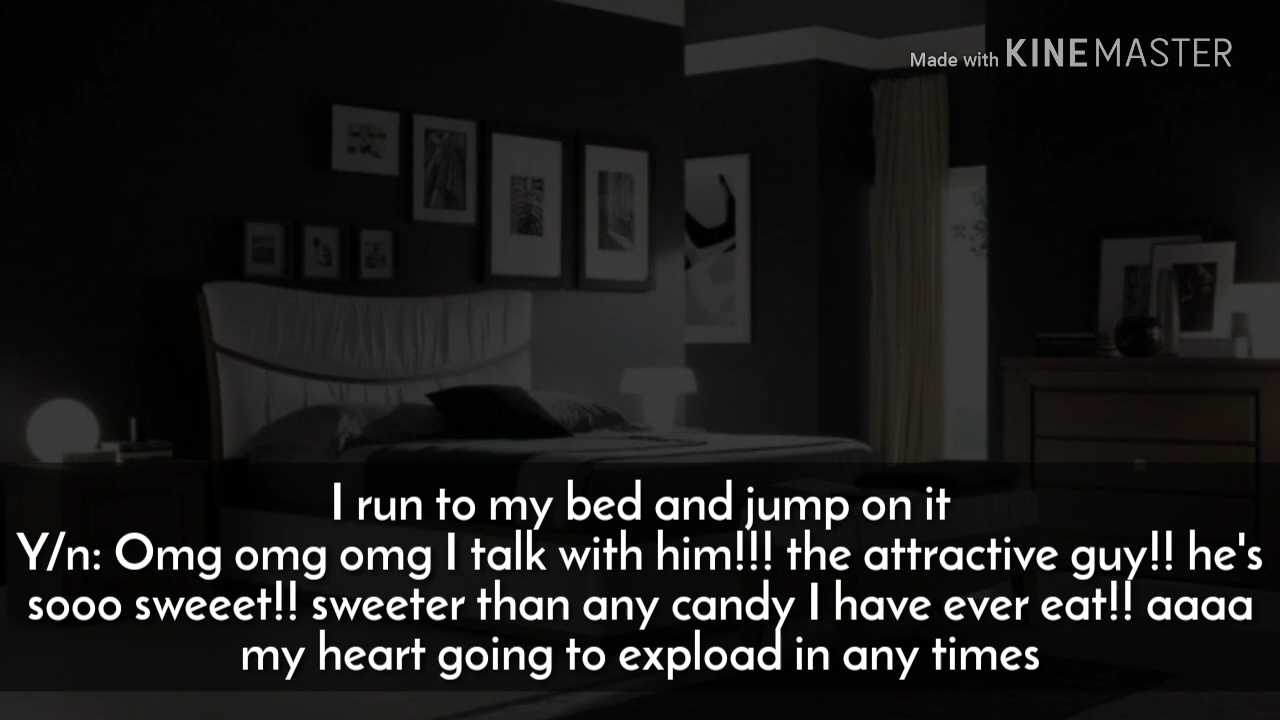 Made with KINEMASTER
I run to my bed and jump on it
Y/n: Omg omg omg I talk with him!!! the attractive guy!! he's
sooo sweeet!! sweeter than any candy I have ever eat!! aaaa
my heart going to expload in any times